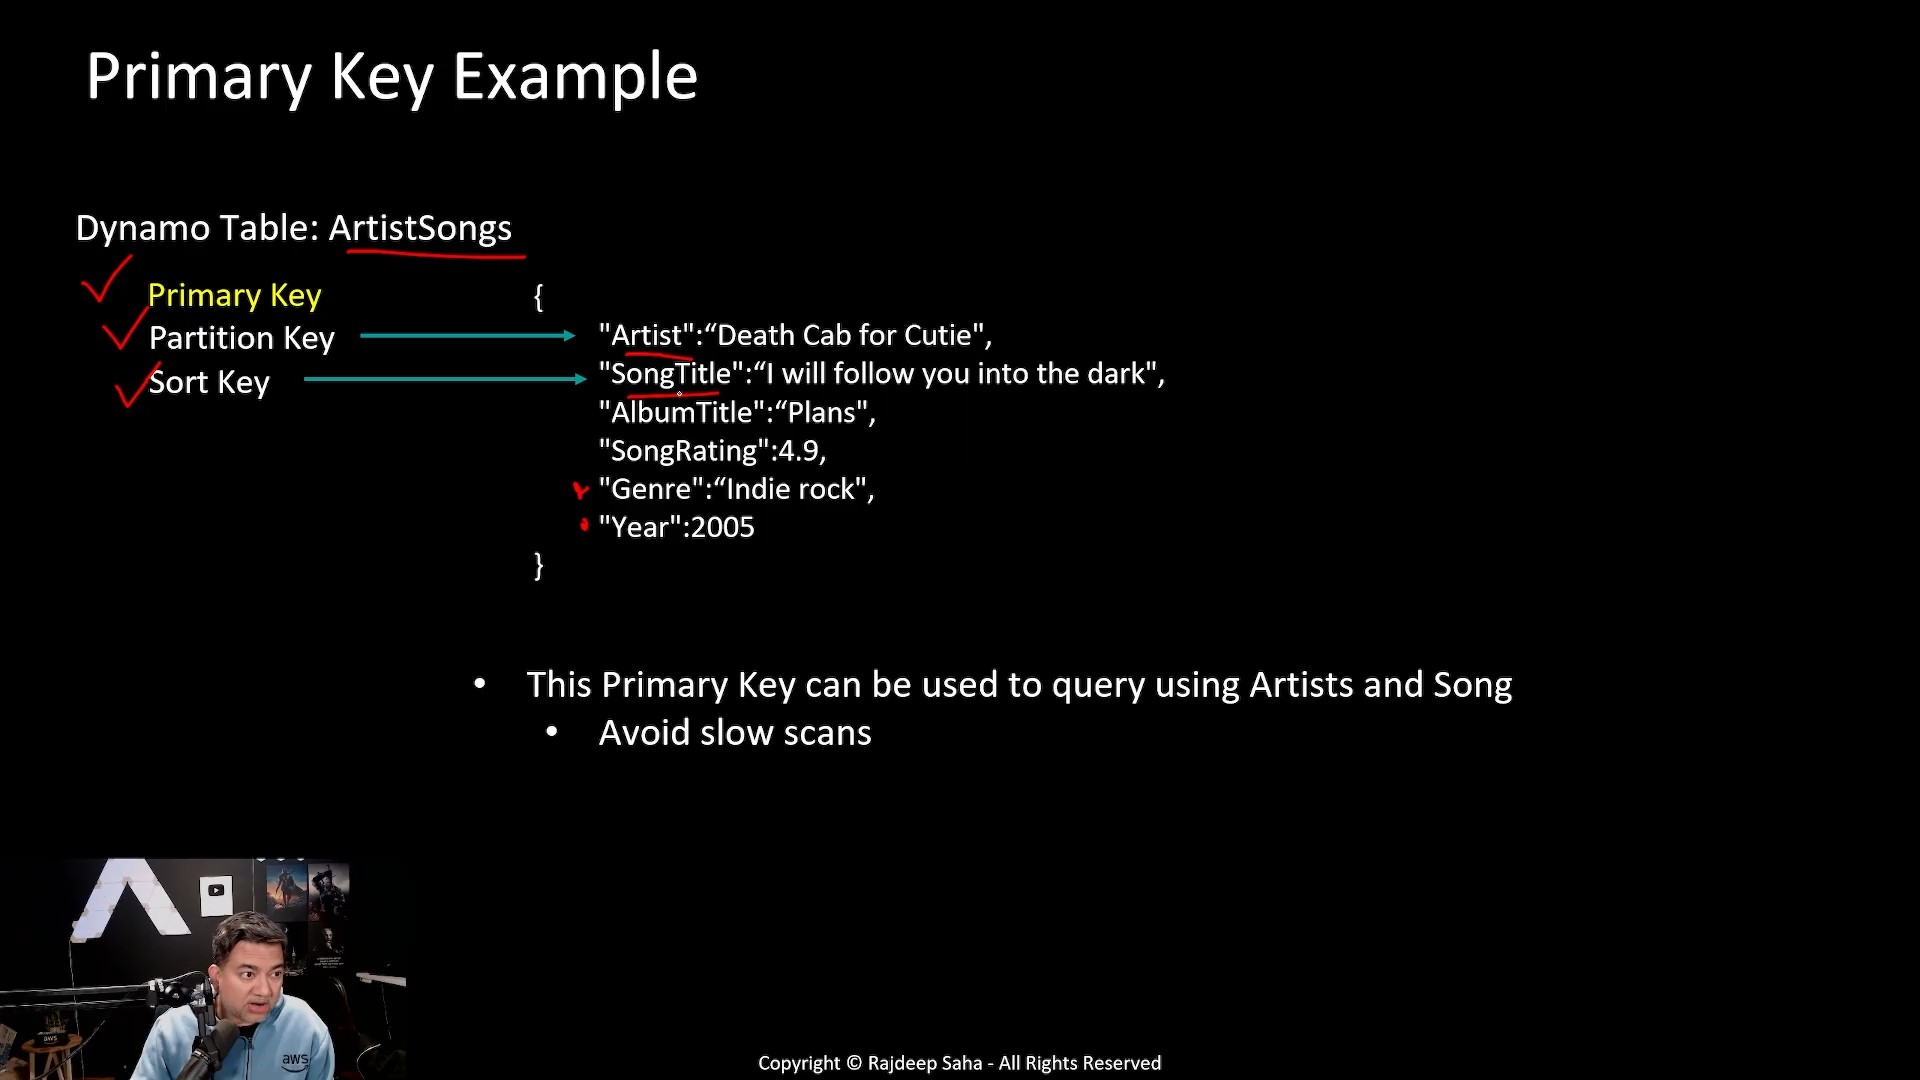 Primary Key Example
Dynamo Table: ArtistSongs
Primary Key
Partition Key
Sort Key
{
"Artist":“Death Cab for Cutie",
"SongTitle":“I will follow you into the dark",
"AlbumTitle":“Plans",
"SongRating":4.9,
"Genre":“Indie rock",
"Year":2005
}
• This Primary Key can be used to query using Artists and Song
• Avoid slow scans
aws
aws
Copyright © Rajdeep Saha - All Rights Reserved